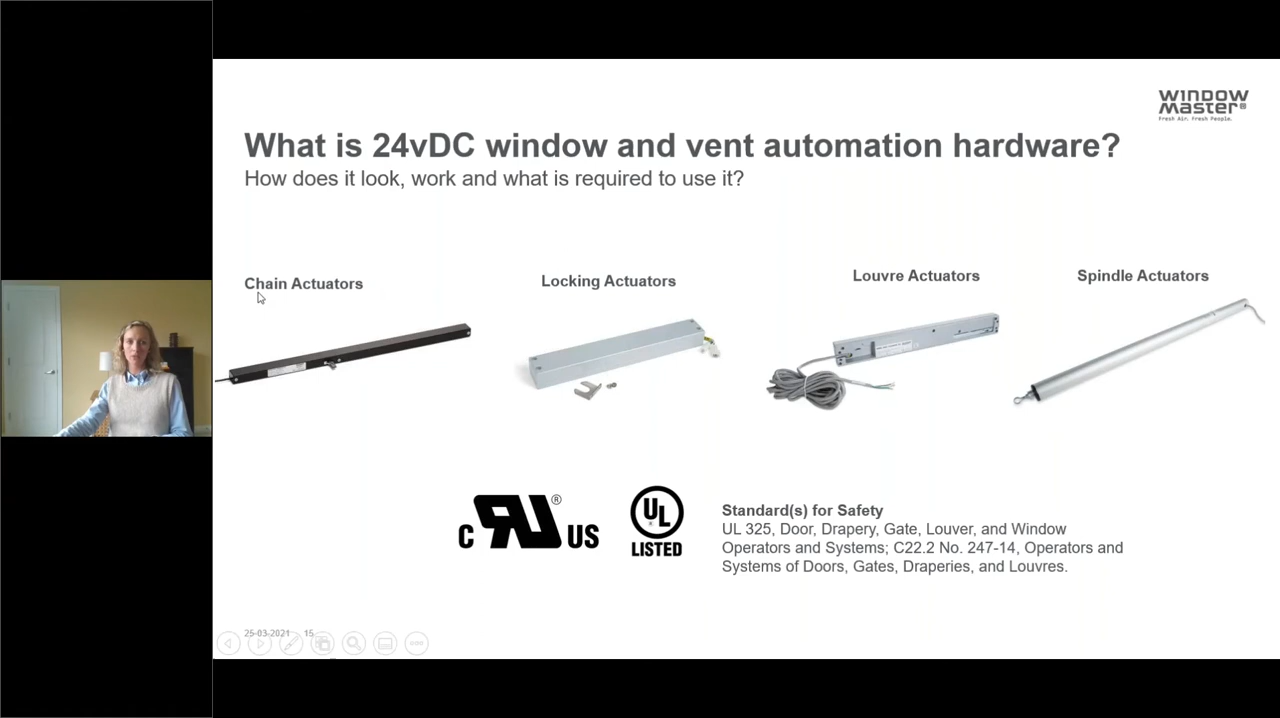 WINDOW
MASTER®
Fresh Air. Fresh People.
What is 24vDC window and vent automation hardware?
How does it look, work and what is required to use it?
Chain Actuators
Locking Actuators
Louvre Actuators
Spindle Actuators
C RU® US
UL
LISTED
Standard(s) for Safety
UL 325, Door, Drapery, Gate, Louver, and Window
Operators and Systems; C22.2 No. 247-14, Operators and
Systems of Doors, Gates, Draperies, and Louvres.
25-03-2021 15